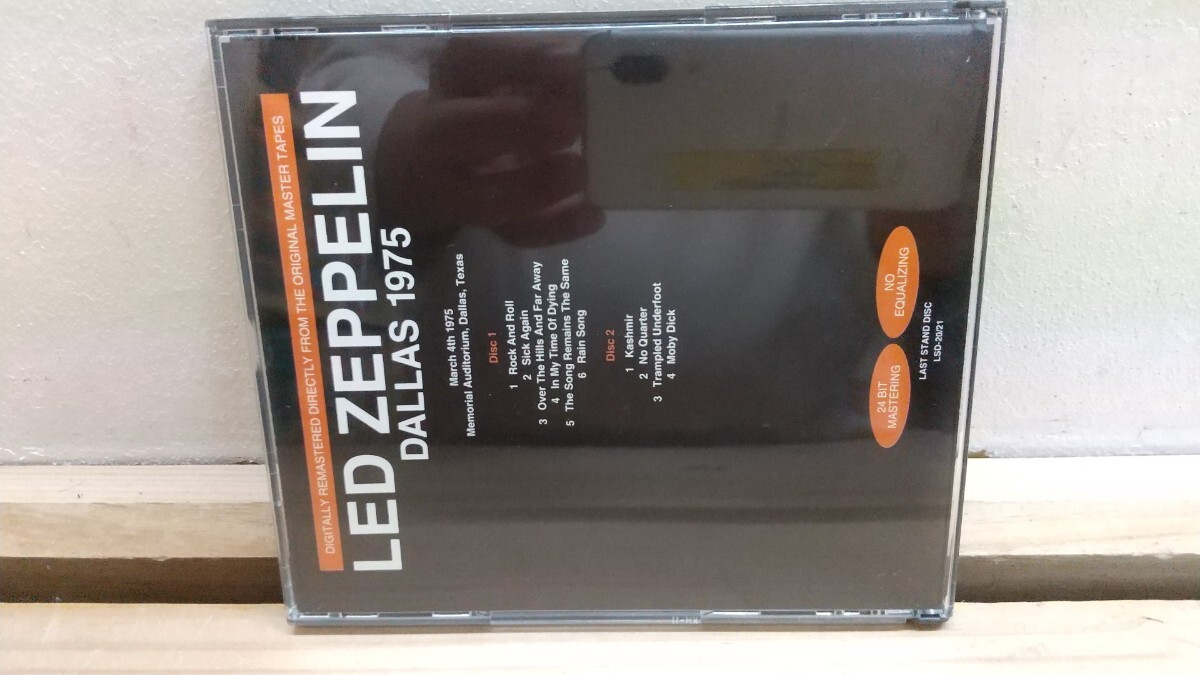 DIGITALLY REMASTERED DIRECTLY FROM THE ORIGINAL MASTER TAPES
LED ZEPPELIN
DALLAS 1975
March 4th 1975
Memorial Auditorium, Dallas, Texas
Disc 1
1 Rock And Roll
2 Sick Again
3 Over The Hills And Far Away
4 In My Time Of Dying
5 The Song Remains The Same
6 Rain Song
Disc 2
1 Kashmir
2 No Quarter
3 Trampled Underfoot
4 Moby Dick
24 BIT
MASTERING
NO
EQUALIZING
LAST STAND DISC
LSD-20/21